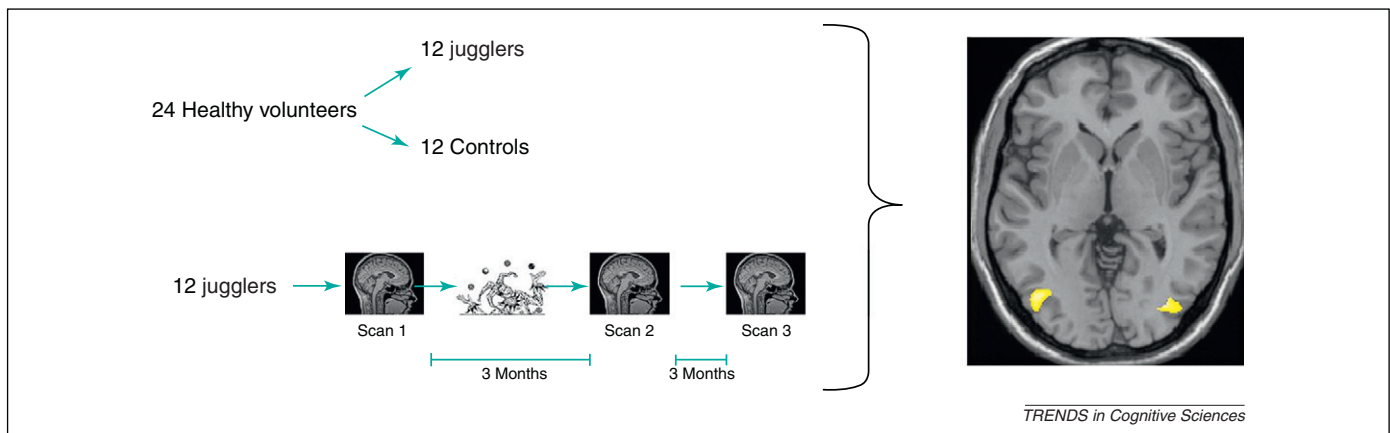 12 jugglers
24 Healthy volunteers
12 Controls
12 jugglers
Scan 1
Scan 2
Scan 3
3 Months
3 Months
TRENDS in Cognitive Sciences